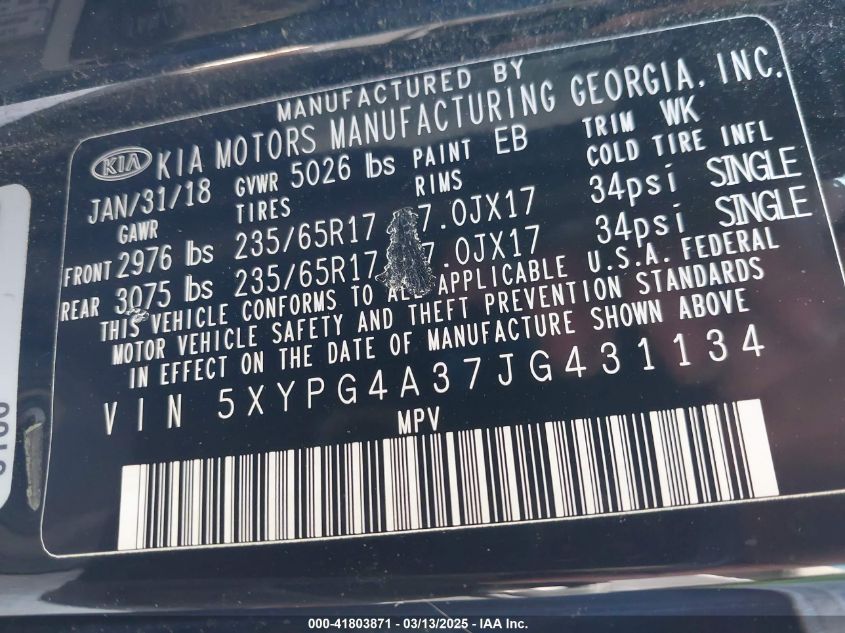 MANUFACTURED BY
KIA KIA MOTORS MANUFACTURING GEORGIA, INC.
JAN/31/18 GVWR 5026 lbs PAINT EB TRIM WK
GAWR TIRES RIMS COLD TIRE INFL
FRONT 2976 lbs 235/65R17 7.0JX17 34psi SINGLE
REAR 3075 lbs 235/65R17 7.0JX17 34psi SINGLE
THIS VEHICLE CONFORMS TO ALL APPLICABLE U.S.A. FEDERAL
MOTOR VEHICLE SAFETY AND THEFT PREVENTION STANDARDS
IN EFFECT ON THE DATE OF MANUFACTURE SHOWN ABOVE
VIN 5XYPG4A37JG431134
MPV
000-41803871 / 03/13/2025 - IAA Inc.